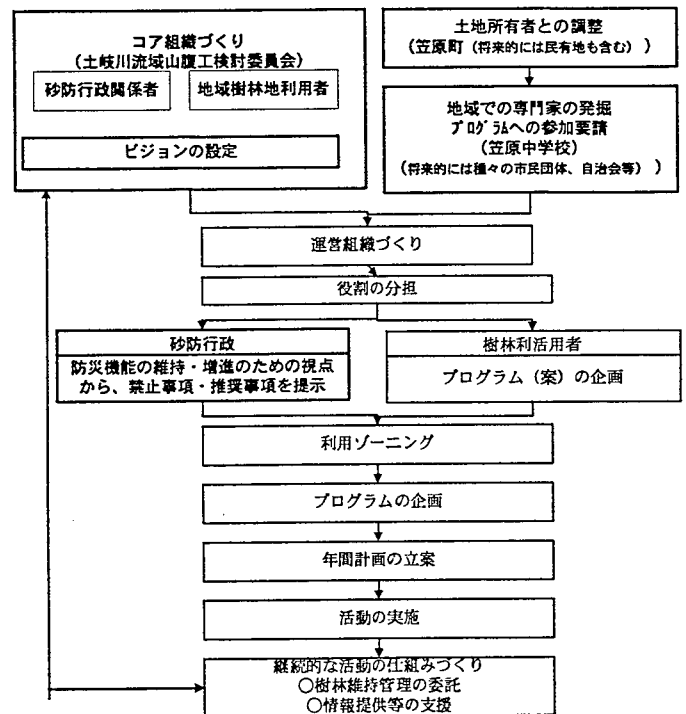 コア組織づくり
(土岐川流域山腹工検討委員会)
砂防行政関係者
地域樹林地利用者
ビジョンの設定
土地所有者との調整
(笠原町(将来的には民有地も含む))
地域での専門家の発掘
プログラムへの参加要請
(笠原中学校)
(将来的には種々の市民団体、自治会等))
運営組織づくり
役割の分担
砂防行政
防災機能の維持・増進のための視点
から、禁止事項・推奨事項を提示
樹林利活用者
プログラム(案)の企画
利用ゾーニング
プログラムの企画
年間計画の立案
活動の実施
継続的な活動の仕組みづくり
○樹林維持管理の委託
○情報提供等の支援